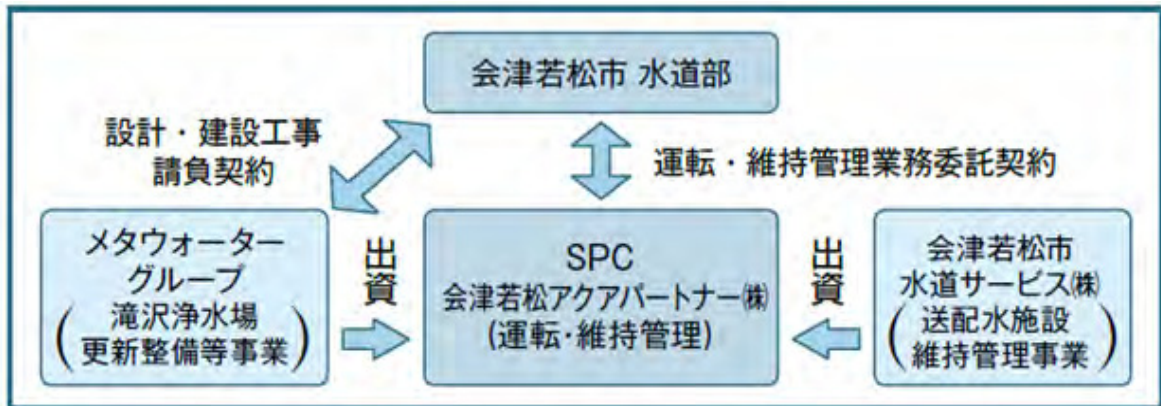 会津若松市 水道部
設計・建設工事
請負契約
運転・維持管理業務委託契約
メタウォーター
グループ
(滝沢浄水場
更新整備等事業)
出資
SPC
会津若松アクアパートナー㈱
(運転・維持管理)
出資
会津若松市
水道サービス㈱
(送配水施設
維持管理事業)